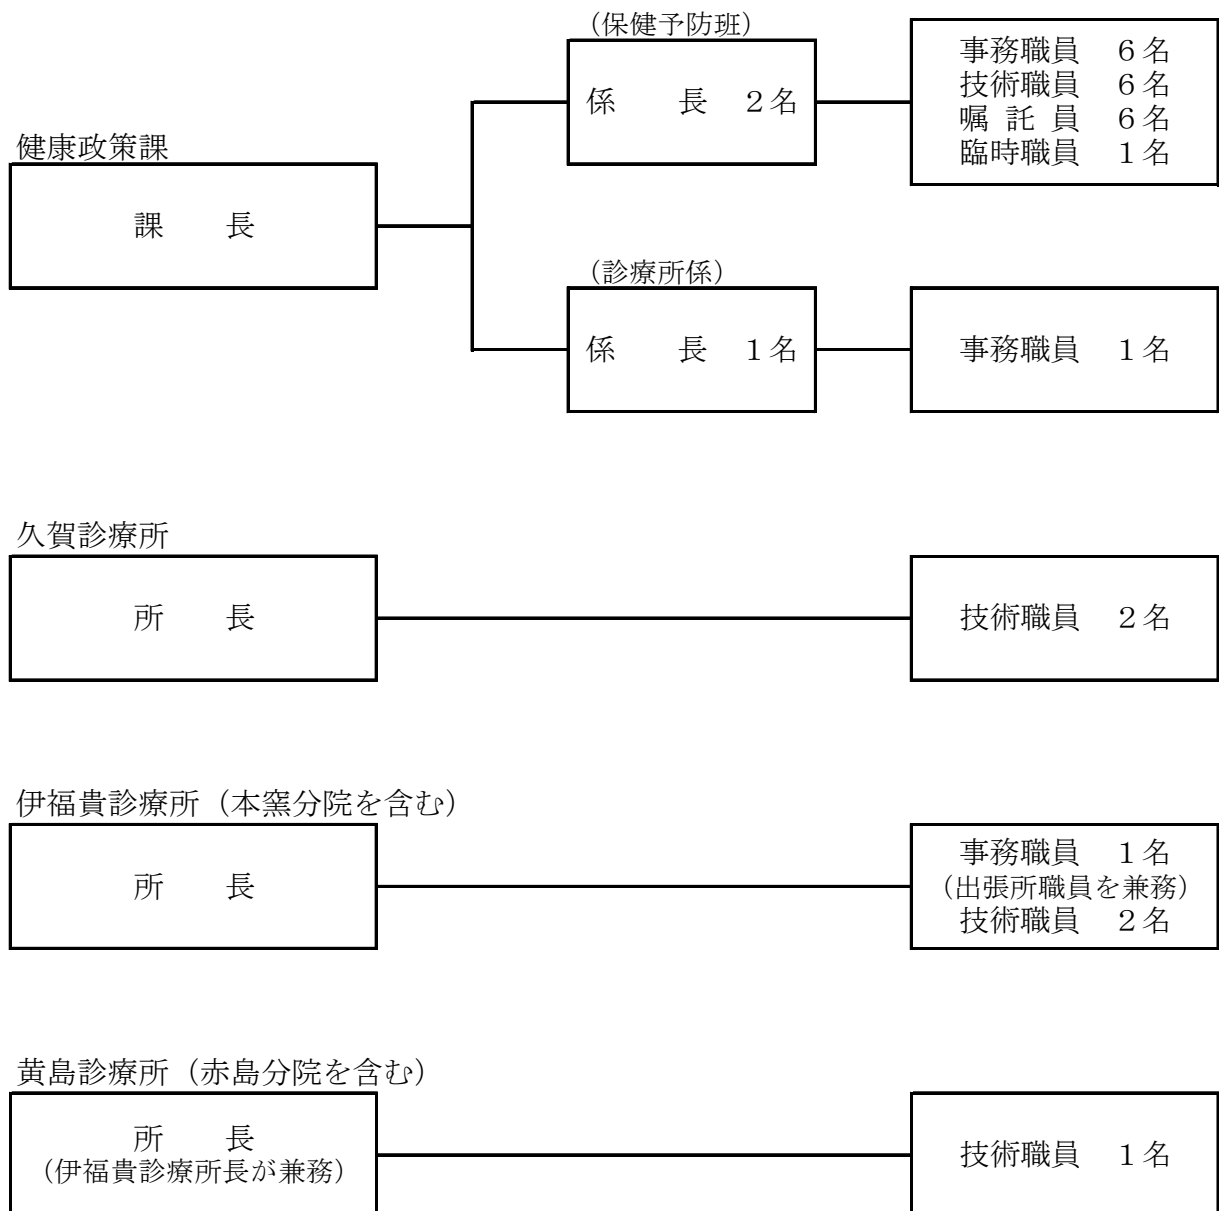 (保健予防班)
係　　長　２名
事務職員　６名
技術職員　６名
嘱 託 員　６名
臨時職員　１名
健康政策課
課　　長
(診療所係)
係　　長　１名
事務職員　１名
久賀診療所
所　　長
技術職員　２名
伊福貴診療所（本窯分院を含む）
所　　長
事務職員　１名
（出張所職員を兼務）
技術職員　２名
黄島診療所（赤島分院を含む）
所　　長
（伊福貴診療所長が兼務）
技術職員　１名